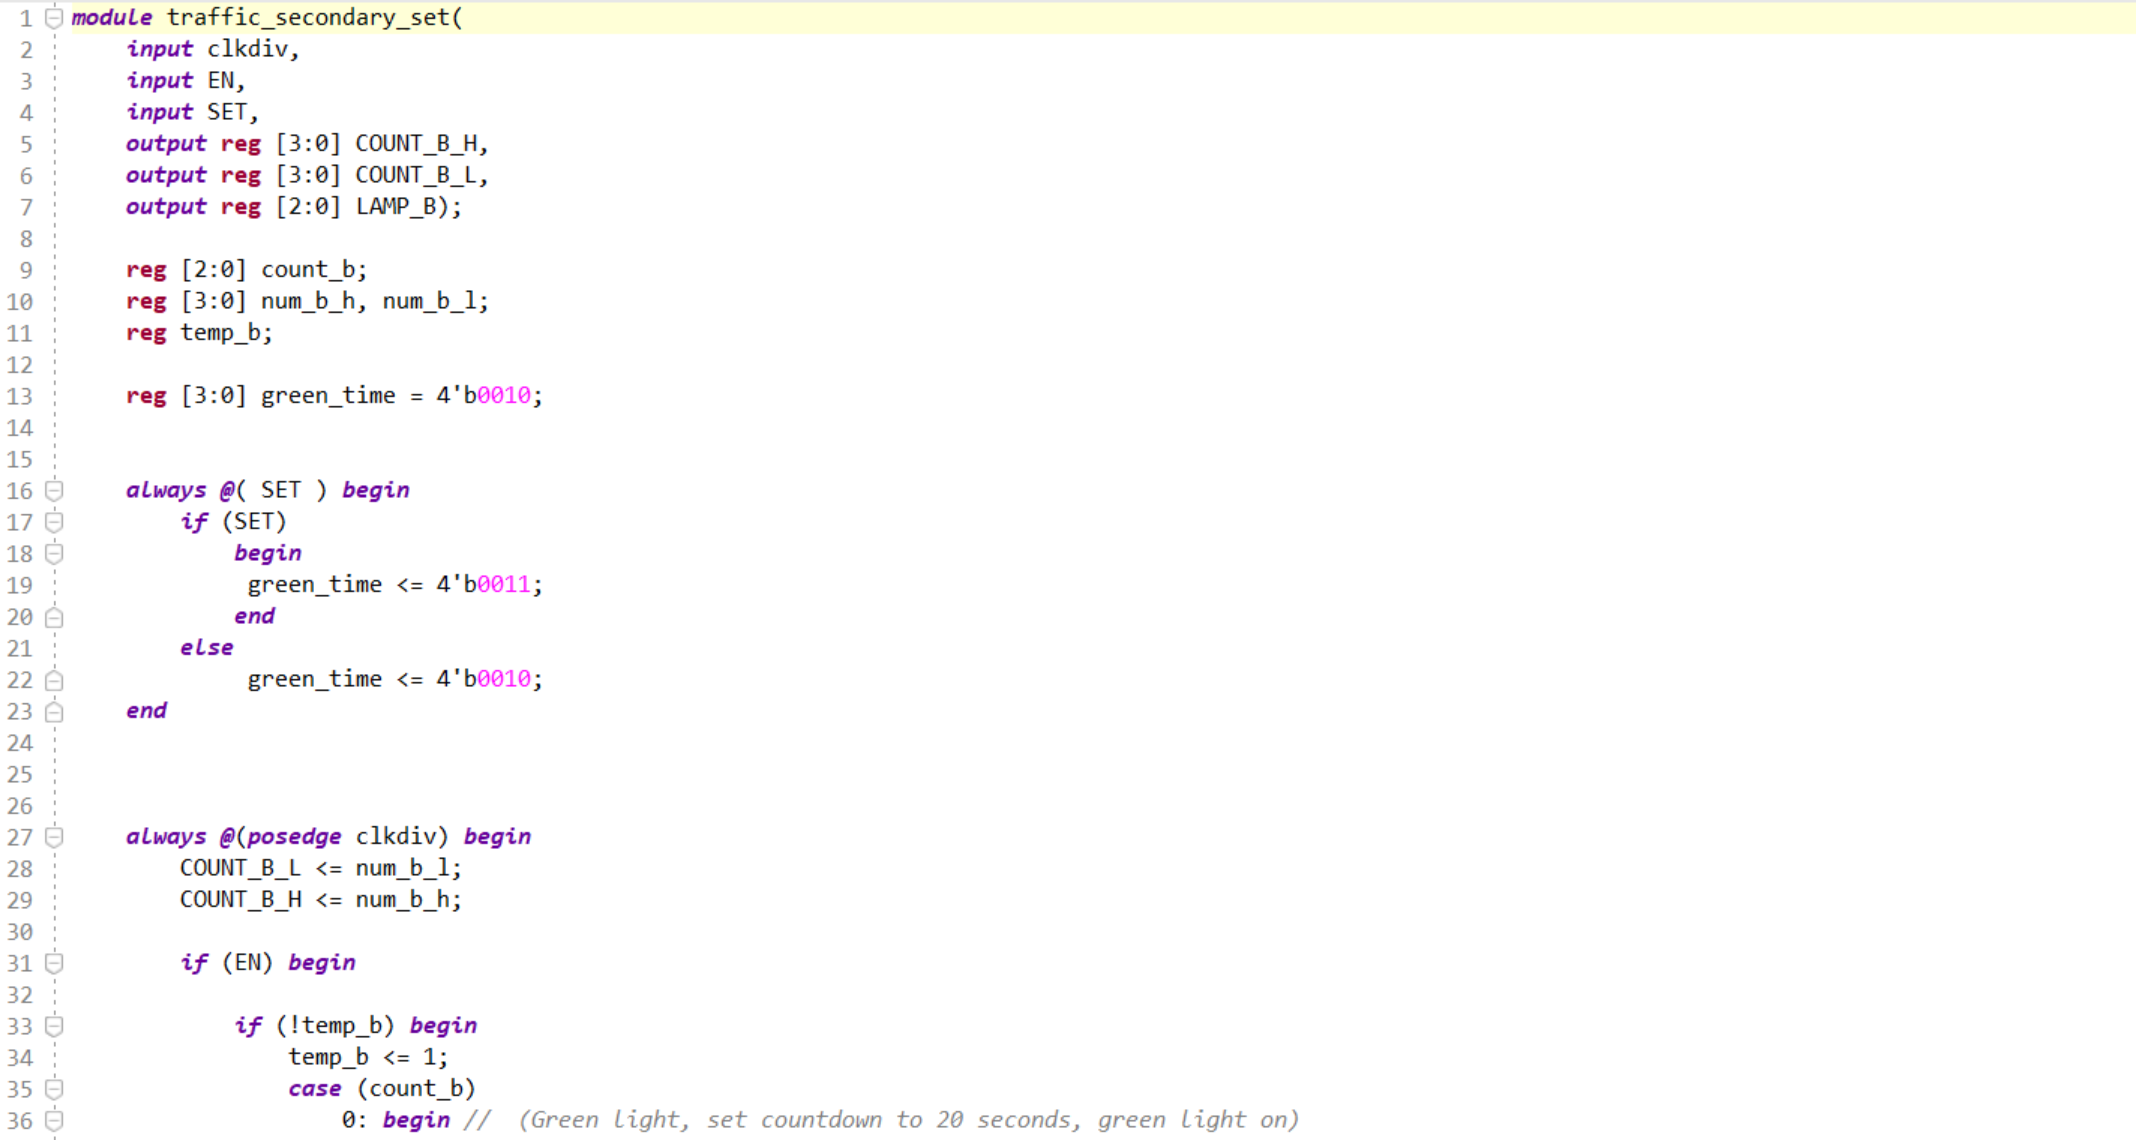 1 module traffic_secondary_set(
2 input clkdiv,
3 input EN,
4 input SET,
5 output reg [3:0] COUNT_B_H,
6 output reg [3:0] COUNT_B_L,
7 output reg [2:0] LAMP_B);
8
9 reg [2:0] count_b;
10 reg [3:0] num_b_h, num_b_l;
11 reg temp_b;
12
13 reg [3:0] green_time = 4'b0010;
14
15
16 always @( SET ) begin
17 if (SET)
18 begin
19 green_time <= 4'b0011;
20 end
21 else
22 green_time <= 4'b0010;
23 end
24
25
26
27 always @(posedge clkdiv) begin
28 COUNT_B_L <= num_b_l;
29 COUNT_B_H <= num_b_h;
30
31 if (EN) begin
32
33 if (!temp_b) begin
34 temp_b <= 1;
35 case (count_b)
36 0: begin // (Green light, set countdown to 20 seconds, green light on)